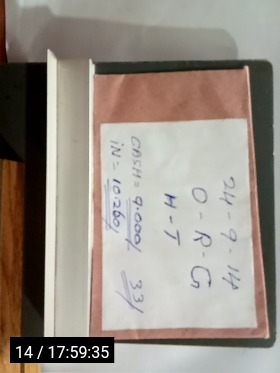 24-9-14
O-R-G
H-T
CASH = 9.000/
iN = 10.260/ 33/
14 / 17:59:35